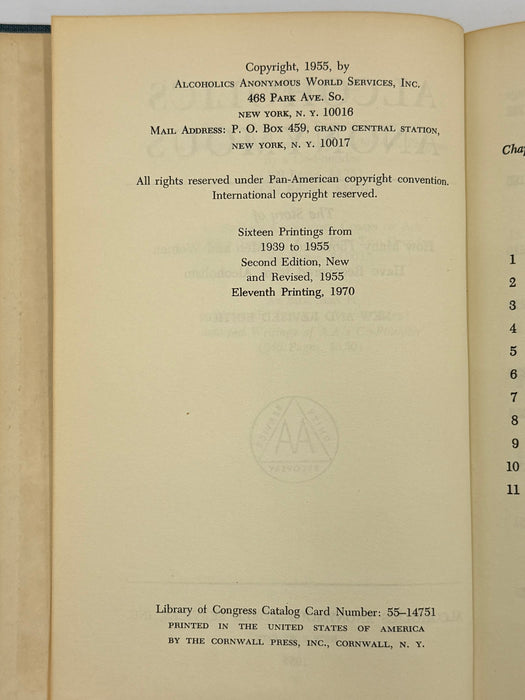 Copyright, 1955, by
Alcoholics Anonymous World Services, Inc.
468 Park Ave. So.
NEW YORK, N. Y. 10016
Mail Address: P. O. Box 459, GRAND CENTRAL STATION,
NEW YORK, N. Y. 10017
All rights reserved under Pan-American copyright convention.
International copyright reserved.
Sixteen Printings from
1939 to 1955
Second Edition, New
and Revised, 1955
Eleventh Printing, 1970
Library of Congress Catalog Card Number: 55–14751
PRINTED IN THE UNITED STATES OF AMERICA
BY THE CORNWALL PRESS, INC., CORNWALL, N. Y.
1
2
3
4
5
6
7
8
9
10
11